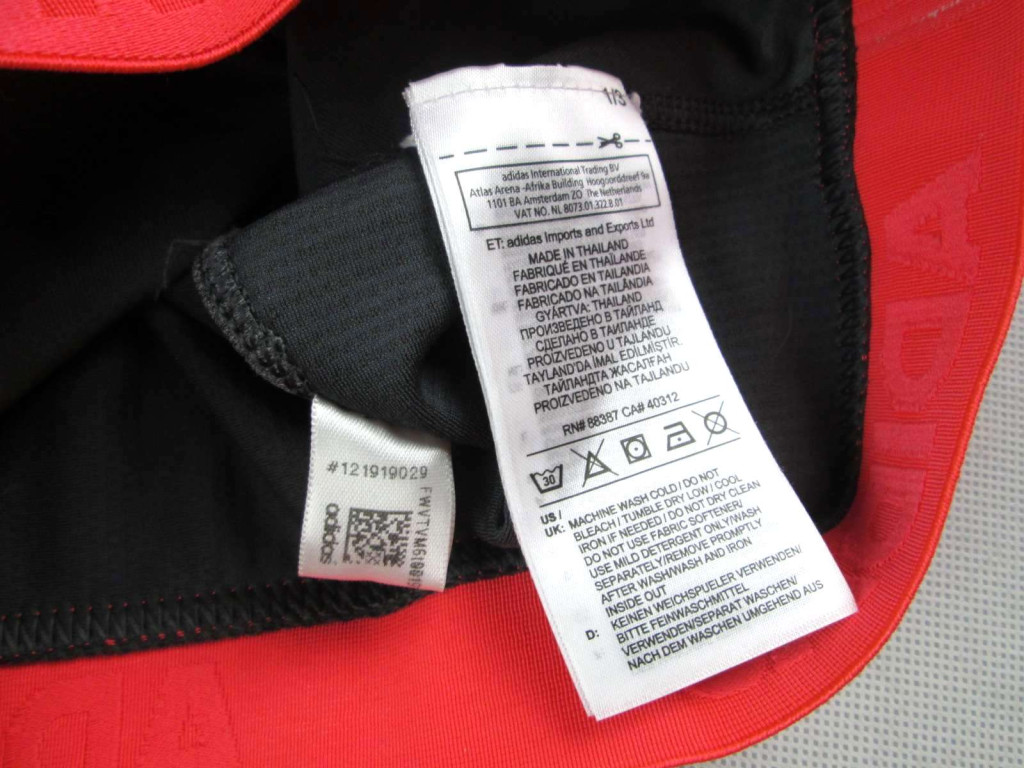 1/3
adidas International Trading BV
Atlas Arena -Afrika Building Hoogoorddreef 9a
1101 BA Amsterdam ZO The Netherlands
VAT NO. NL 8073.01.322.B.01
ET: adidas Imports and Exports Ltd
MADE IN THAILAND
FABRIQUÉ EN THAÏLANDE
FABRICADO EN TAILANDIA
FABRICADO NA TAILÂNDIA
GYÁRTVA: THAILAND
ПРОИЗВЕДЕНО В ТАЙЛАНД
СДЕЛАНО В ТАИЛАНДЕ
PROIZVEDENO U TAJLANDU
TAYLAND'DA İMAL EDİLMİŞTİR.
ТАЙЛАНДТА ЖАСАЛҒАН
PROIZVEDENO NA TAJLANDU
RN# 88387 CA# 40312
30
US /
UK: MACHINE WASH COLD / DO NOT
BLEACH / TUMBLE DRY LOW / COOL
IRON IF NEEDED / DO NOT DRY CLEAN
DO NOT USE FABRIC SOFTENER/
USE MILD DETERGENT ONLY/WASH
SEPARATELY/REMOVE PROMPTLY
AFTER WASH/WASH AND IRON
INSIDE OUT
D: KEINEN WEICHSPUELER VERWENDEN/
BITTE FEINWASCHMITTEL
VERWENDEN/SEPARAT WASCHEN/
NACH DEM WASCHEN UMGEHEND AUS
#121919029
adidas